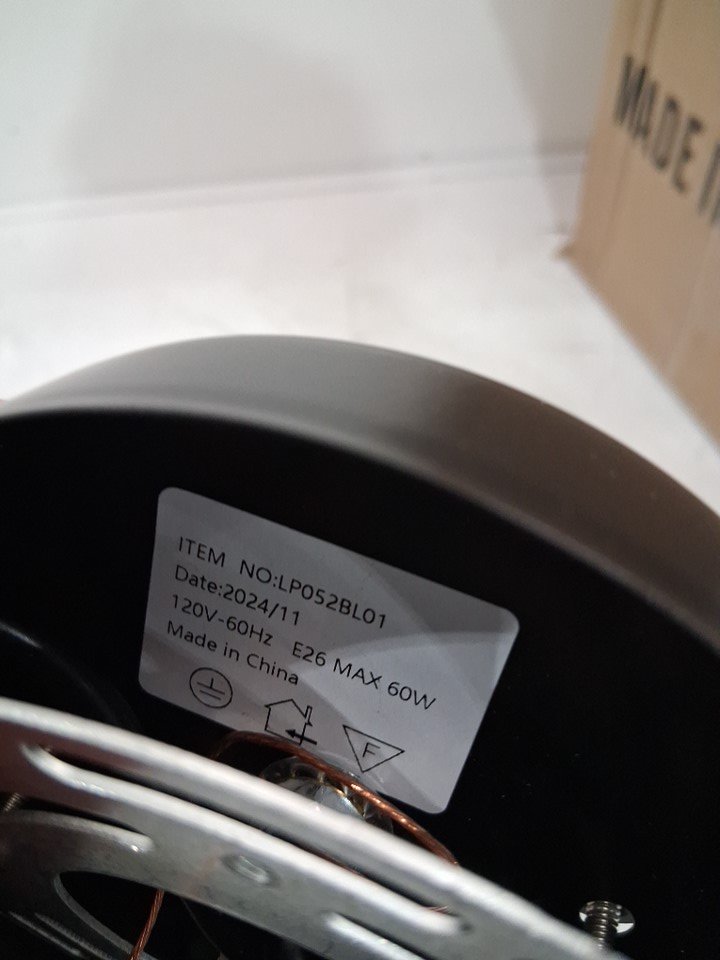 MADE
ITEM NO:LP052BL01
Date:2024/11
120V-60Hz E26 MAX 60W
Made in China
F